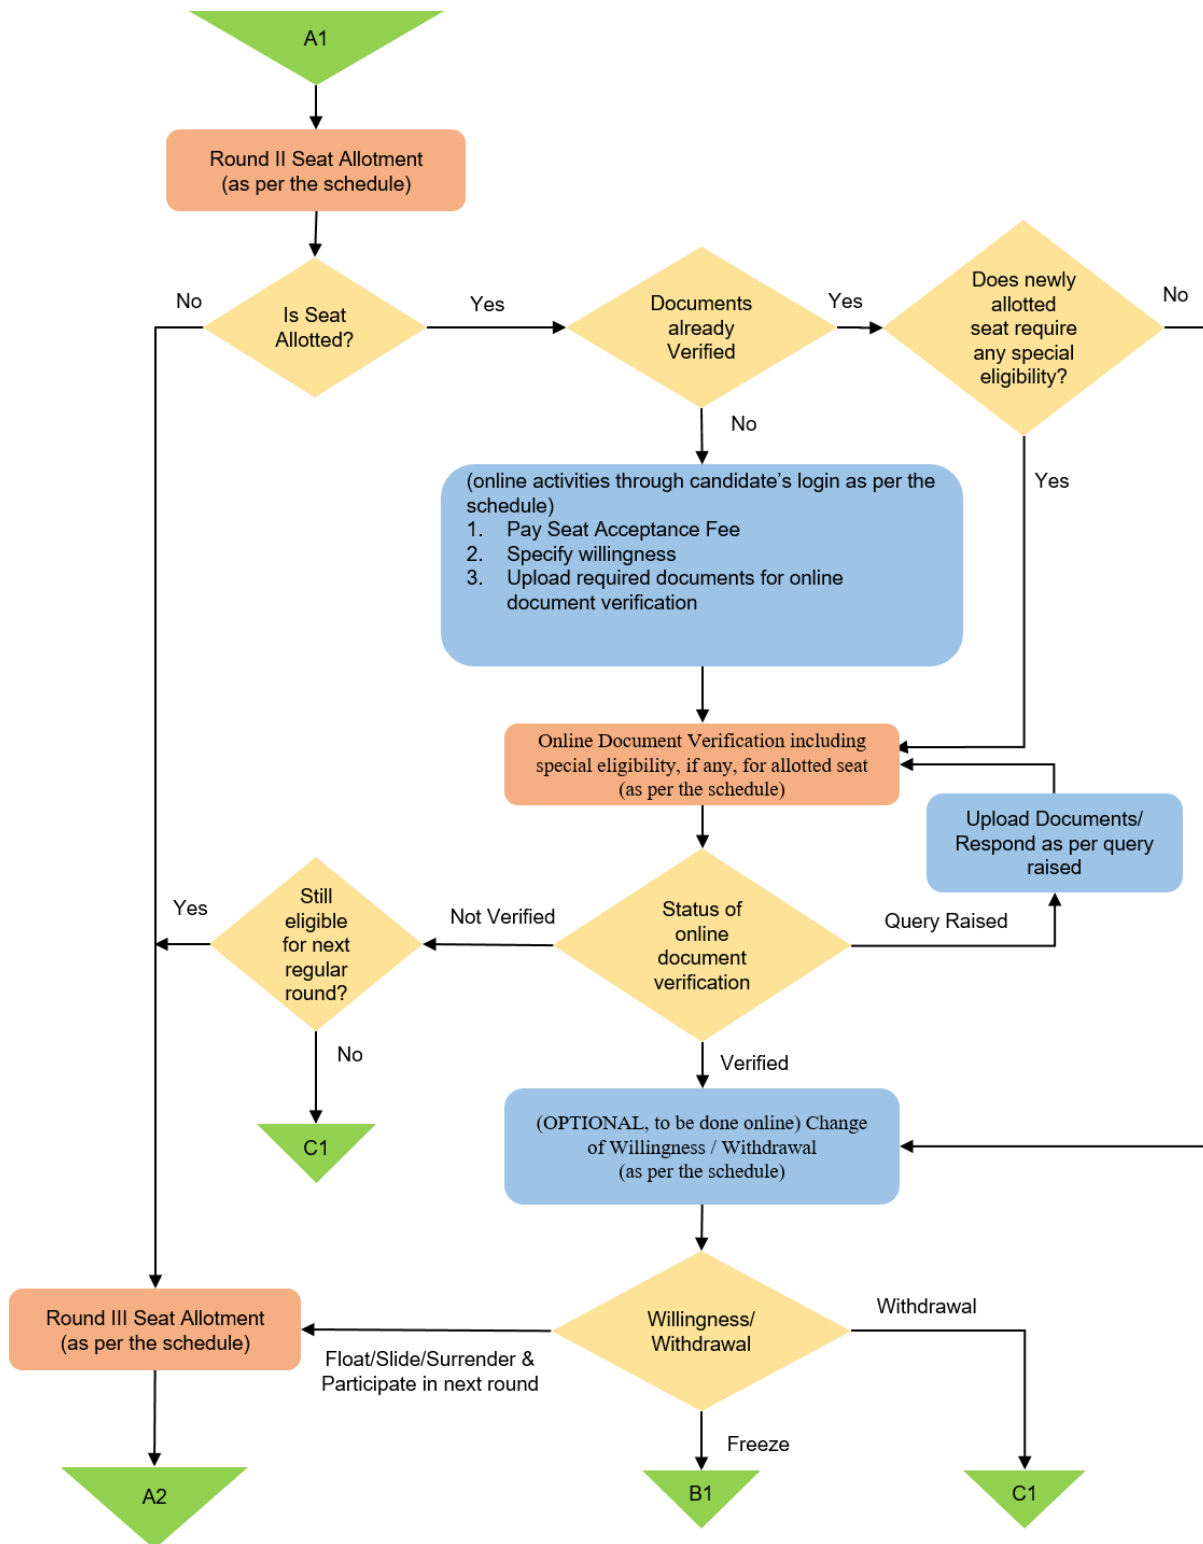 A1
Round II Seat Allotment
(as per the schedule)
No
Is Seat
Allotted?
Yes
Documents
already
Verified
Yes
Does newly
allotted
seat require
any special
eligibility?
No
No
Yes
(online activities through candidate’s login as per the
schedule)
1. Pay Seat Acceptance Fee
2. Specify willingness
3. Upload required documents for online
document verification
Online Document Verification including
special eligibility, if any, for allotted seat
(as per the schedule)
Upload Documents/
Respond as per query
raised
Yes
Still
eligible
for next
regular
round?
Not Verified
Status of
online
document
verification
Query Raised
No
Verified
C1
(OPTIONAL, to be done online) Change
of Willingness / Withdrawal
(as per the schedule)
Round III Seat Allotment
(as per the schedule)
Float/Slide/Surrender &
Participate in next round
Willingness/
Withdrawal
Withdrawal
Freeze
A2
B1
C1